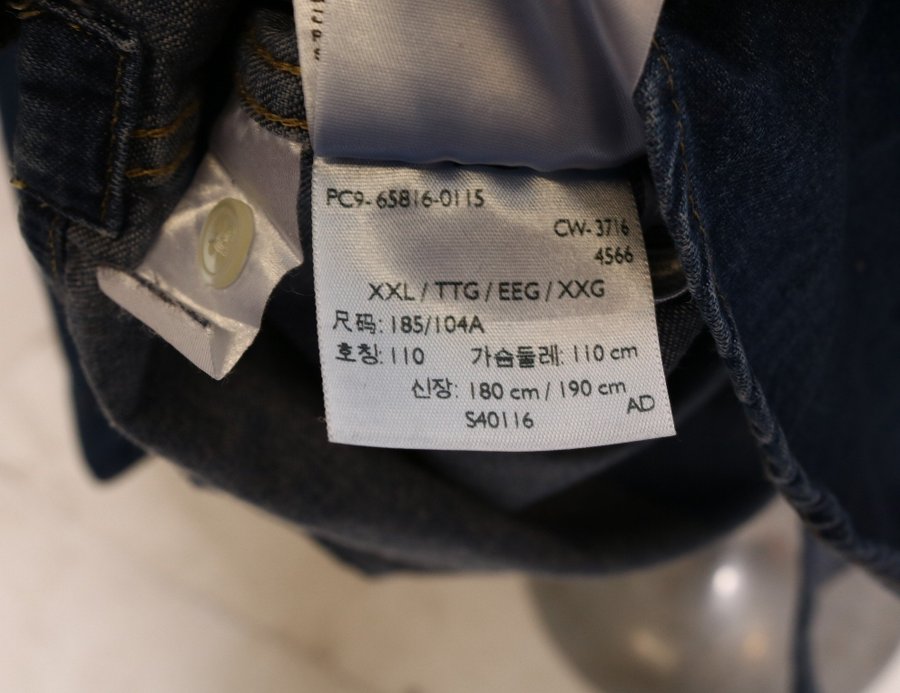 PC9-65816-0115
CW-3716
4566
XXL / TTG / EEG / XXG
尺码: 185/104A
호칭: 110 가슴둘레: 110 cm
신장: 180 cm / 190 cm
S40116 AD